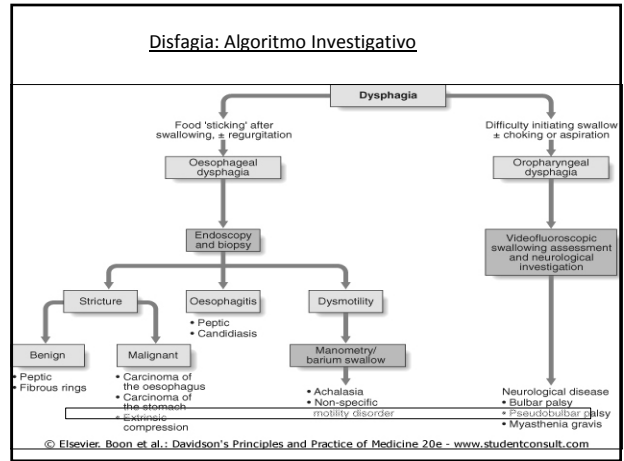 Disfagia: Algoritmo Investigativo
Dysphagia
Food 'sticking' after
swallowing, ± regurgitation
Difficulty initiating swallow
± choking or aspiration
Oesophageal
dysphagia
Oropharyngeal
dysphagia
Endoscopy
and biopsy
Videofluoroscopic
swallowing assessment
and neurological
investigation
Stricture
Oesophagitis
Dysmotility
• Peptic
• Candidiasis
Benign
Malignant
Manometry/
barium swallow
• Peptic
• Fibrous rings
• Carcinoma of
the oesophagus
• Carcinoma of
the stomach
• Extrinsic
compression
• Achalasia
• Non-specific
motility disorder
Neurological disease
• Bulbar palsy
• Pseudobulbar palsy
• Myasthenia gravis
© Elsevier. Boon et al.: Davidson's Principles and Practice of Medicine 20e - www.studentconsult.com